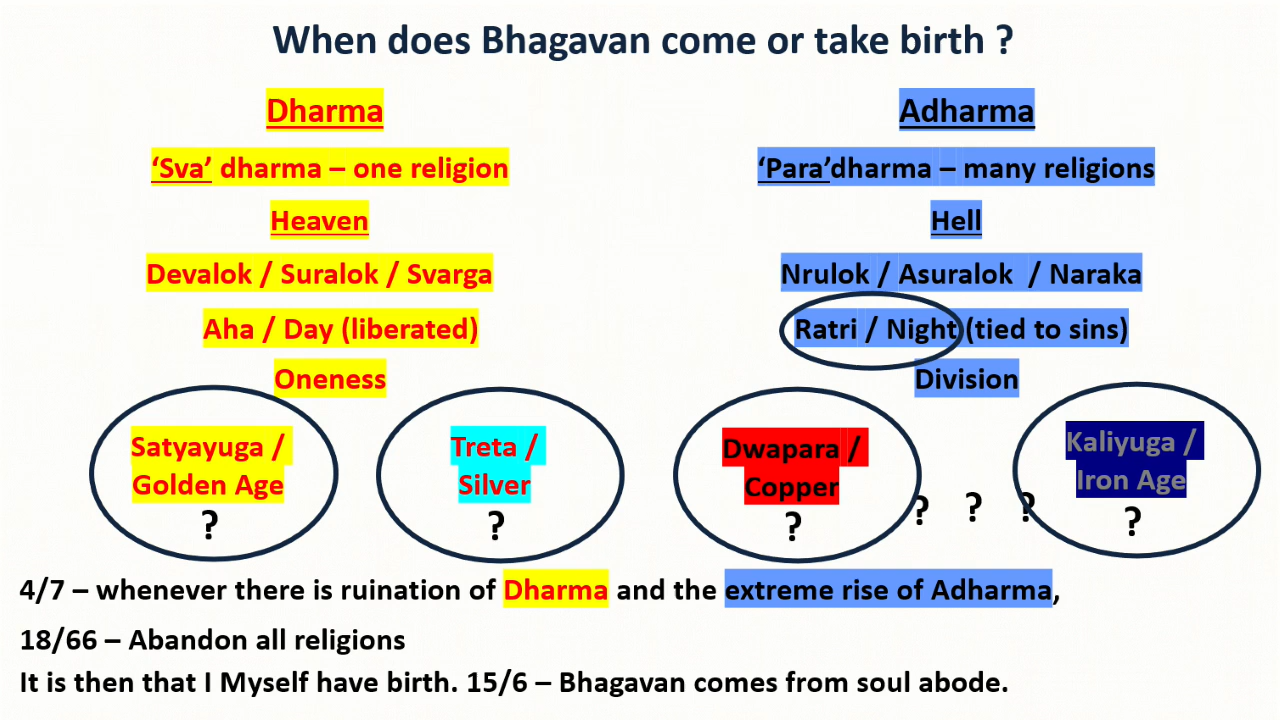 When does Bhagavan come or take birth ?
Dharma
Adharma
‘Sva’ dharma – one religion
‘Para’dharma – many religions
Heaven
Hell
Devalok / Suralok / Svarga
Nrulok / Asuralok / Naraka
Aha / Day (liberated)
Ratri / Night (tied to sins)
Oneness
Division
Satyayuga /
Golden Age
?
Treta /
Silver
?
Dwapara /
Copper
?
? ? ?
Kaliyuga /
Iron Age
?
4/7 – whenever there is ruination of Dharma and the extreme rise of Adharma,
18/66 – Abandon all religions
It is then that I Myself have birth. 15/6 – Bhagavan comes from soul abode.